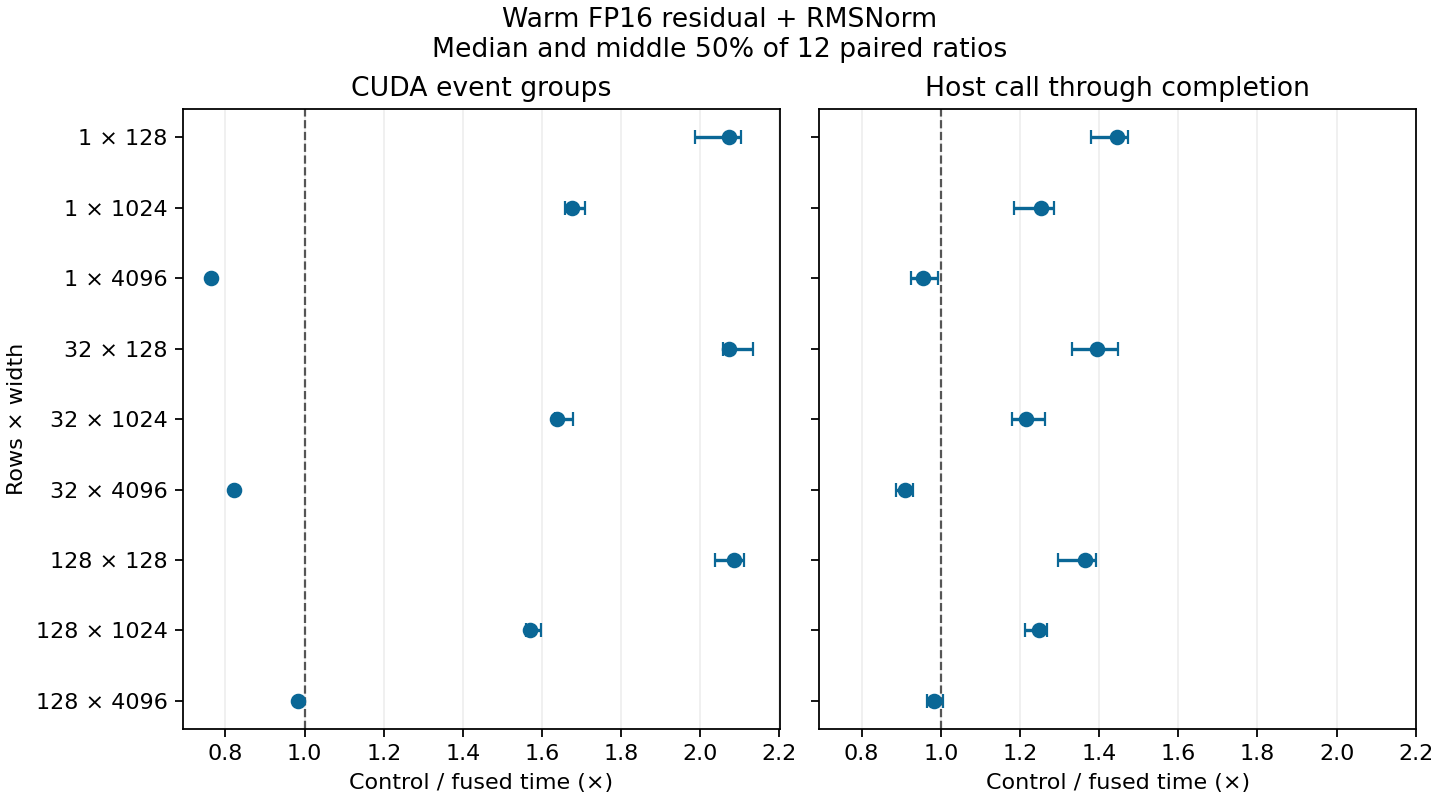 Warm FP16 residual + RMSNorm
Median and middle 50% of 12 paired ratios
CUDA event groups
Host call through completion
Rows × width
1 × 128
1 × 1024
1 × 4096
32 × 128
32 × 1024
32 × 4096
128 × 128
128 × 1024
128 × 4096
0.8 1.0 1.2 1.4 1.6 1.8 2.0 2.2
0.8 1.0 1.2 1.4 1.6 1.8 2.0 2.2
Control / fused time (×)
Control / fused time (×)